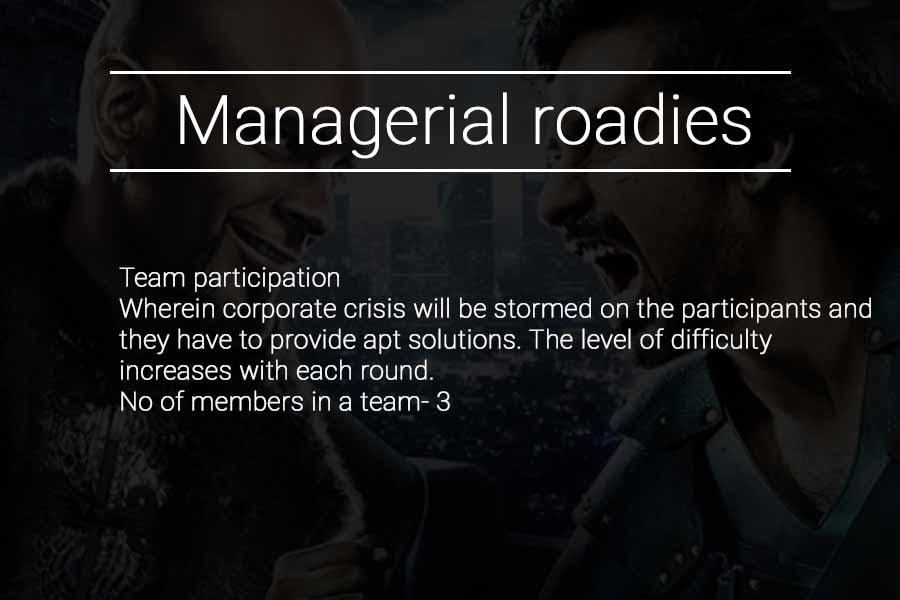 Managerial roadies
Team participation
Wherein corporate crisis will be stormed on the participants and
they have to provide apt solutions. The level of difficulty
increases with each round.
No of members in a team- 3